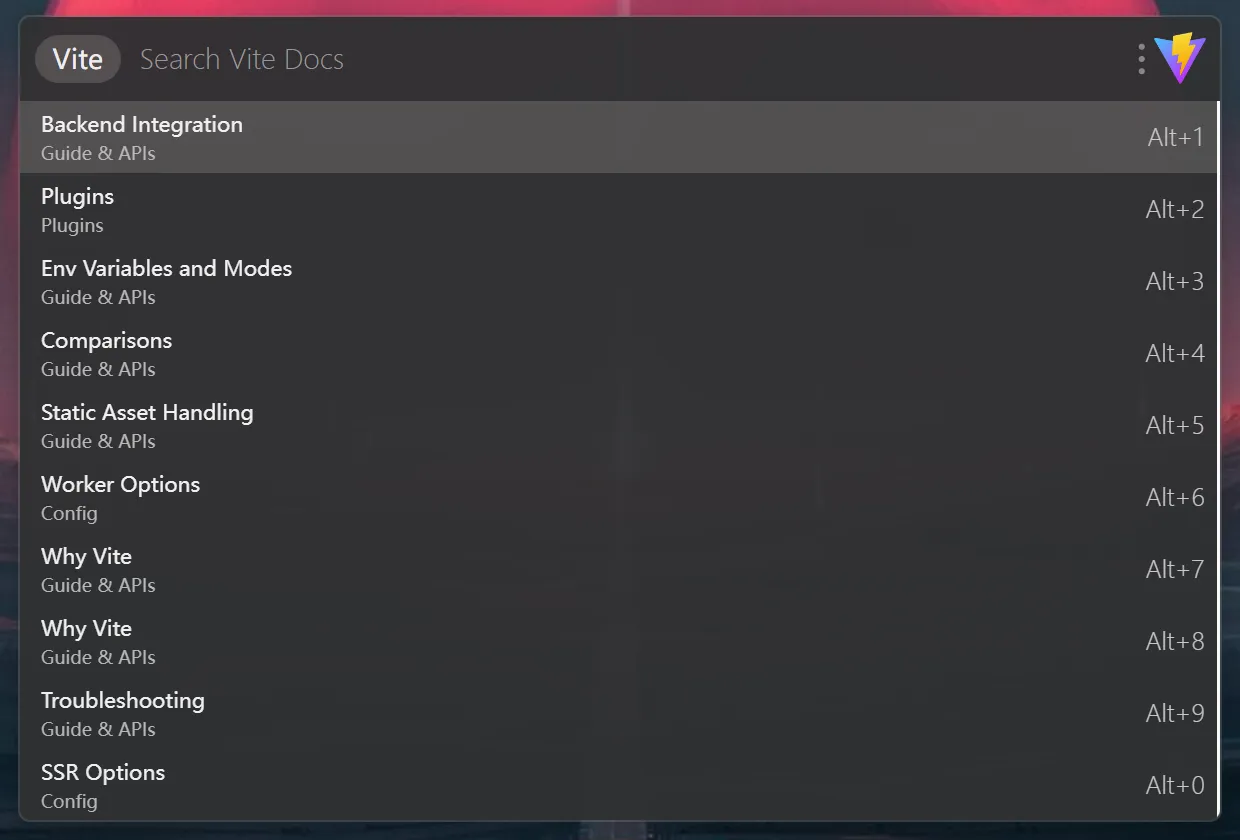 Vite Search Vite Docs
Backend Integration
Guide & APIs
Alt+1
Plugins
Plugins
Alt+2
Env Variables and Modes
Guide & APIs
Alt+3
Comparisons
Guide & APIs
Alt+4
Static Asset Handling
Guide & APIs
Alt+5
Worker Options
Config
Alt+6
Why Vite
Guide & APIs
Alt+7
Why Vite
Guide & APIs
Alt+8
Troubleshooting
Guide & APIs
Alt+9
SSR Options
Config
Alt+0